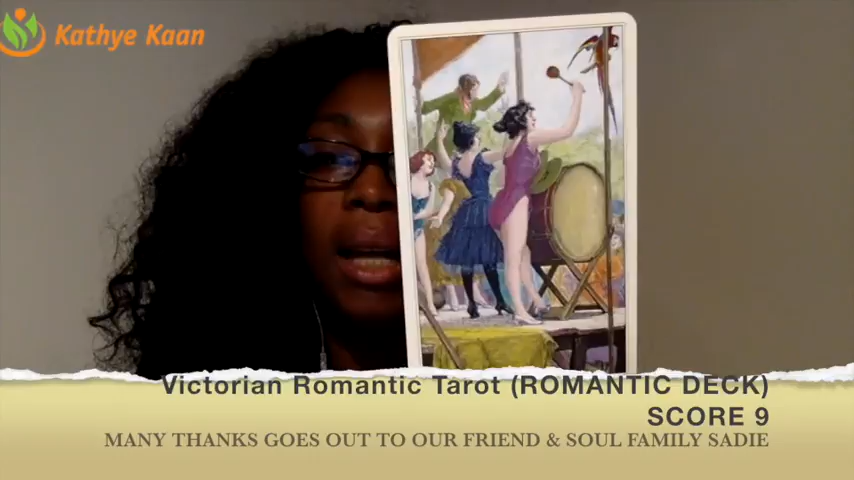 Kathye Kaan
Victorian Romantic Tarot (ROMANTIC DECK)
SCORE 9
MANY THANKS GOES OUT TO OUR FRIEND & SOUL FAMILY SADIE